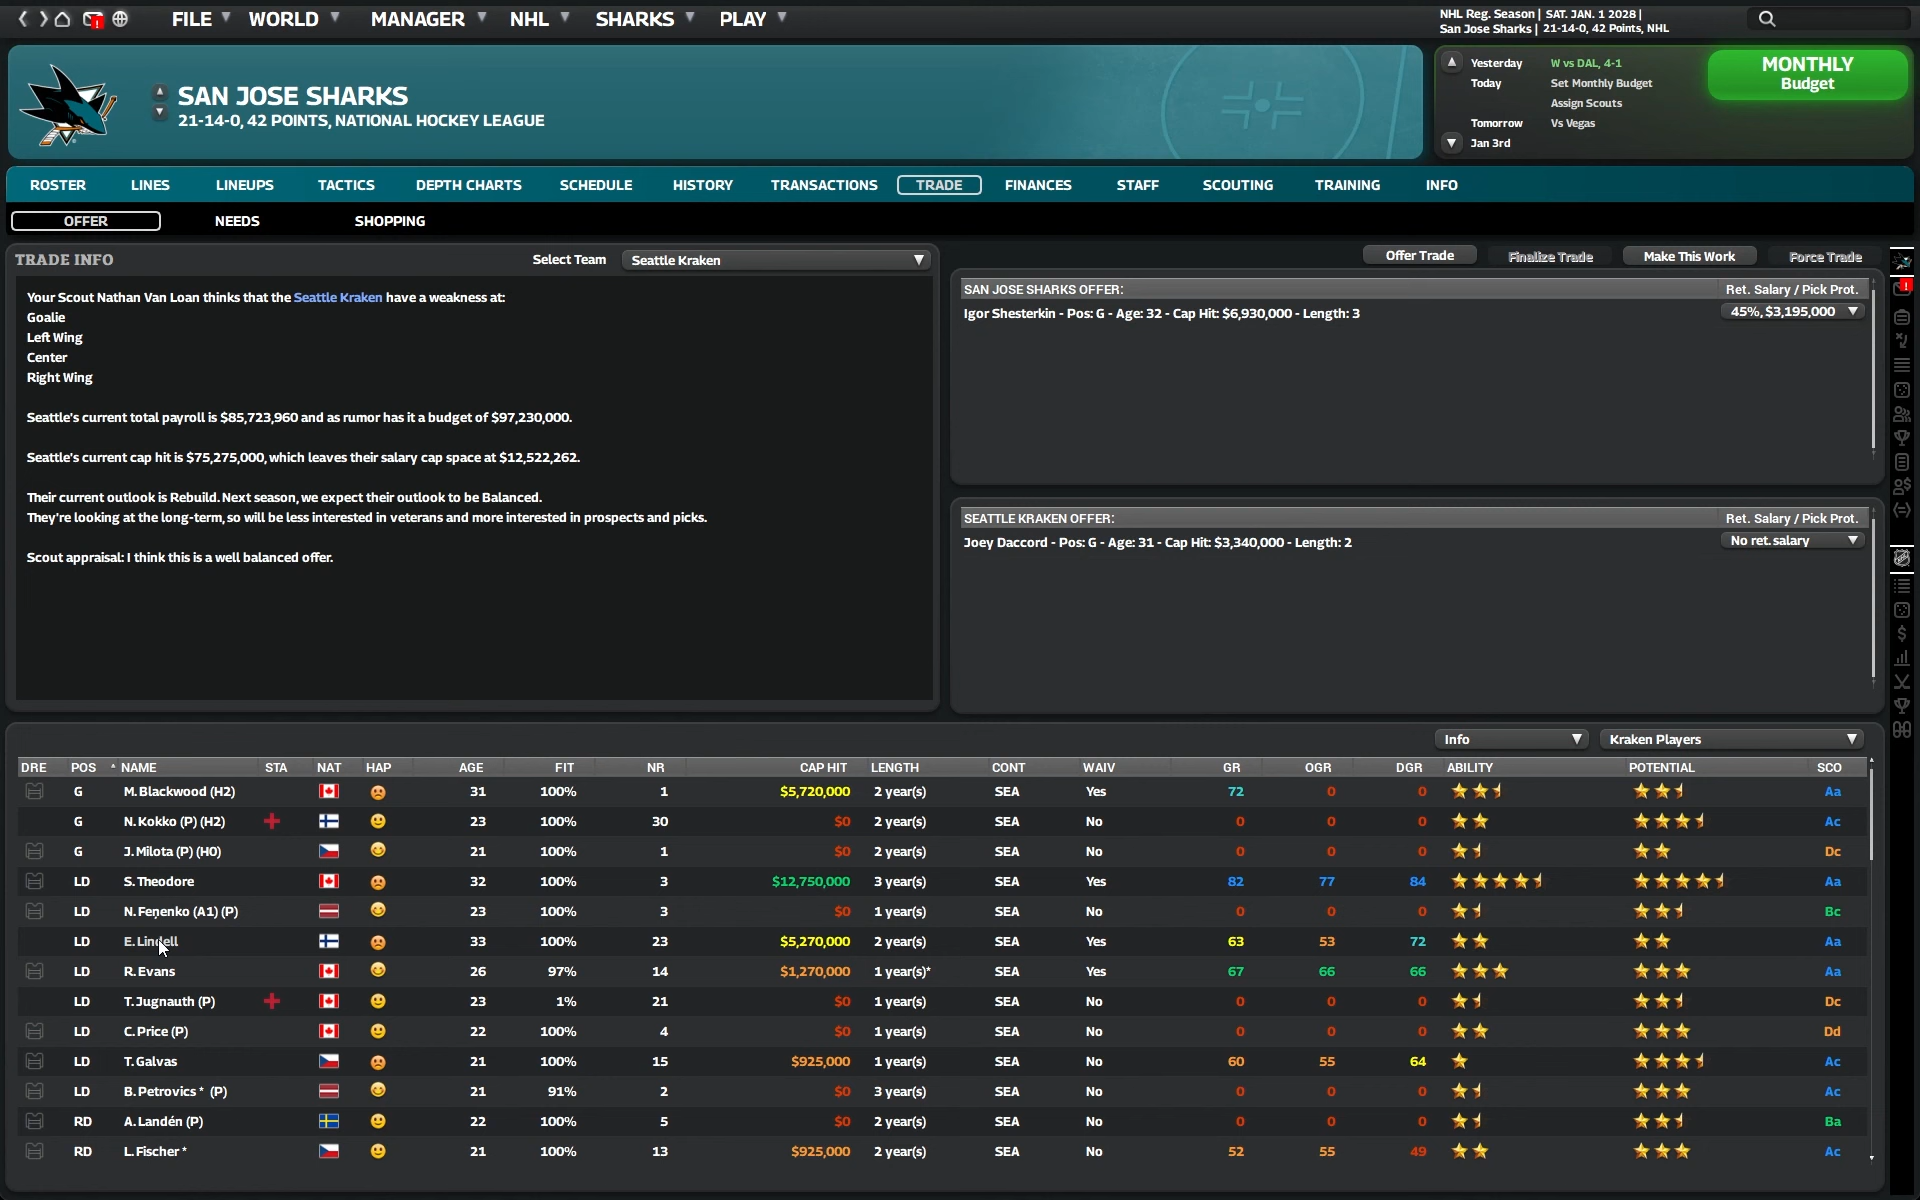 FILE WORLD MANAGER NHL SHARKS PLAY
NHL Reg. Season | SAT. JAN. 1 2028 |
San Jose Sharks | 21-14-0, 42 Points, NHL
SAN JOSE SHARKS
21-14-0, 42 POINTS, NATIONAL HOCKEY LEAGUE
Yesterday W vs DAL, 4-1
Today Set Monthly Budget
Assign Scouts
Tomorrow Vs Vegas
Jan 3rd
MONTHLY
Budget
ROSTER LINES LINEUPS TACTICS DEPTH CHARTS SCHEDULE HISTORY TRANSACTIONS TRADE FINANCES STAFF SCOUTING TRAINING INFO
OFFER NEEDS SHOPPING
TRADE INFO Select Team Seattle Kraken
Your Scout Nathan Van Loan thinks that the Seattle Kraken have a weakness at:
Goalie
Left Wing
Center
Right Wing
Seattle's current total payroll is $85,723,960 and as rumor has it a budget of $97,230,000.
Seattle's current cap hit is $75,275,000, which leaves their salary cap space at $12,522,262.
Their current outlook is Rebuild. Next season, we expect their outlook to be Balanced.
They're looking at the long-term, so will be less interested in veterans and more interested in prospects and picks.
Scout appraisal: I think this is a well balanced offer.
Offer Trade Finalize Trade Make This Work Force Trade
SAN JOSE SHARKS OFFER: Ret. Salary / Pick Prot.
Igor Shesterkin - Pos: G - Age: 32 - Cap Hit: $6,930,000 - Length: 3 45%, $3,195,000
SEATTLE KRAKEN OFFER: Ret. Salary / Pick Prot.
Joey Daccord - Pos: G - Age: 31 - Cap Hit: $3,340,000 - Length: 2 No ret. salary
Info Kraken Players
DRE POS NAME STA NAT HAP AGE FIT NR CAP HIT LENGTH CONT WAIV GR OGR DGR ABILITY POTENTIAL SCO
G M. Blackwood (H2) 31 100% 1 $5,720,000 2 year(s) SEA Yes 72 0 0 Aa
G N. Kokko (P) (H2) 23 100% 30 $0 2 year(s) SEA No 0 0 0 Ac
G J. Milota (P) (H0) 21 100% 1 $0 2 year(s) SEA No 0 0 0 Dc
LD S. Theodore 32 100% 3 $12,750,000 3 year(s) SEA Yes 82 77 84 Aa
LD N. Feņenko (A1) (P) 23 100% 3 $0 1 year(s) SEA No 0 0 0 Bc
LD E. Lindell 33 100% 23 $5,270,000 2 year(s) SEA Yes 63 53 72 Aa
LD R. Evans 26 97% 14 $1,270,000 1 year(s)* SEA Yes 67 66 66 Aa
LD T. Jugnauth (P) 23 1% 21 $0 1 year(s) SEA No 0 0 0 Dc
LD C. Price (P) 22 100% 4 $0 1 year(s) SEA No 0 0 0 Dd
LD T. Galvas 21 100% 15 $925,000 1 year(s) SEA No 60 55 64 Ac
LD B. Petrovics * (P) 21 91% 2 $0 3 year(s) SEA No 0 0 0 Ac
RD A. Landén (P) 22 100% 5 $0 2 year(s) SEA No 0 0 0 Ba
RD L. Fischer * 21 100% 13 $925,000 2 year(s) SEA No 52 55 49 Ac